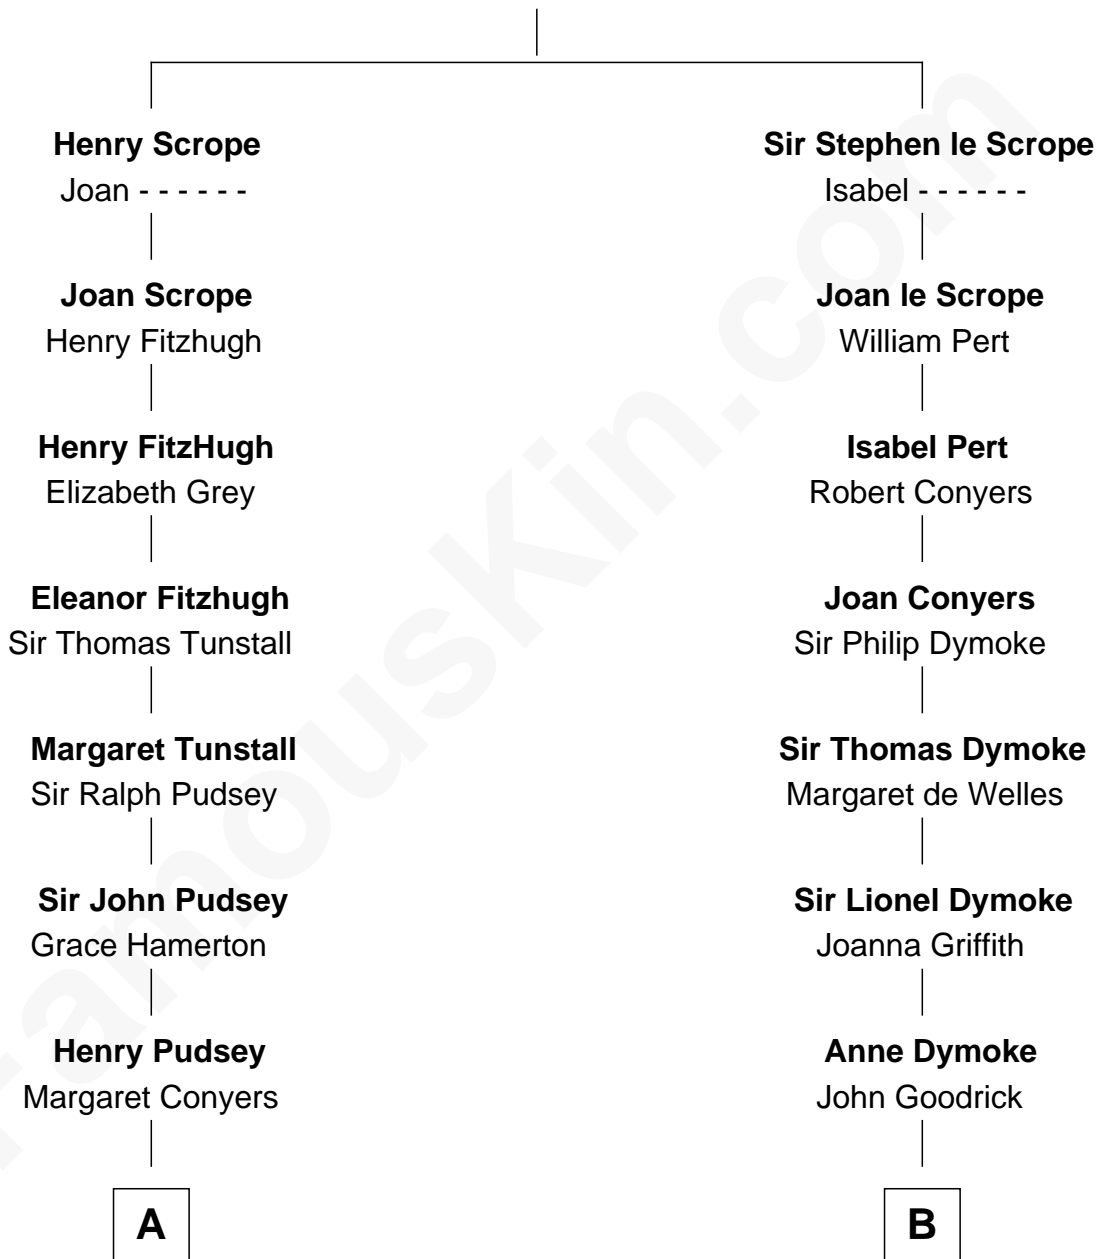 Henry Scrope
Joan - - - - - -
Joan Scrope
Henry Fitzhugh
Henry FitzHugh
Elizabeth Grey
Eleanor Fitzhugh
Sir Thomas Tunstall
Margaret Tunstall
Sir Ralph Pudsey
Sir John Pudsey
Grace Hamerton
Henry Pudsey
Margaret Conyers
A
Sir Stephen le Scrope
Isabel - - - - - -
Joan le Scrope
William Pert
Isabel Pert
Robert Conyers
Joan Conyers
Sir Philip Dymoke
Sir Thomas Dymoke
Margaret de Welles
Sir Lionel Dymoke
Joanna Griffith
Anne Dymoke
John Goodrick
B
FamousKin.com